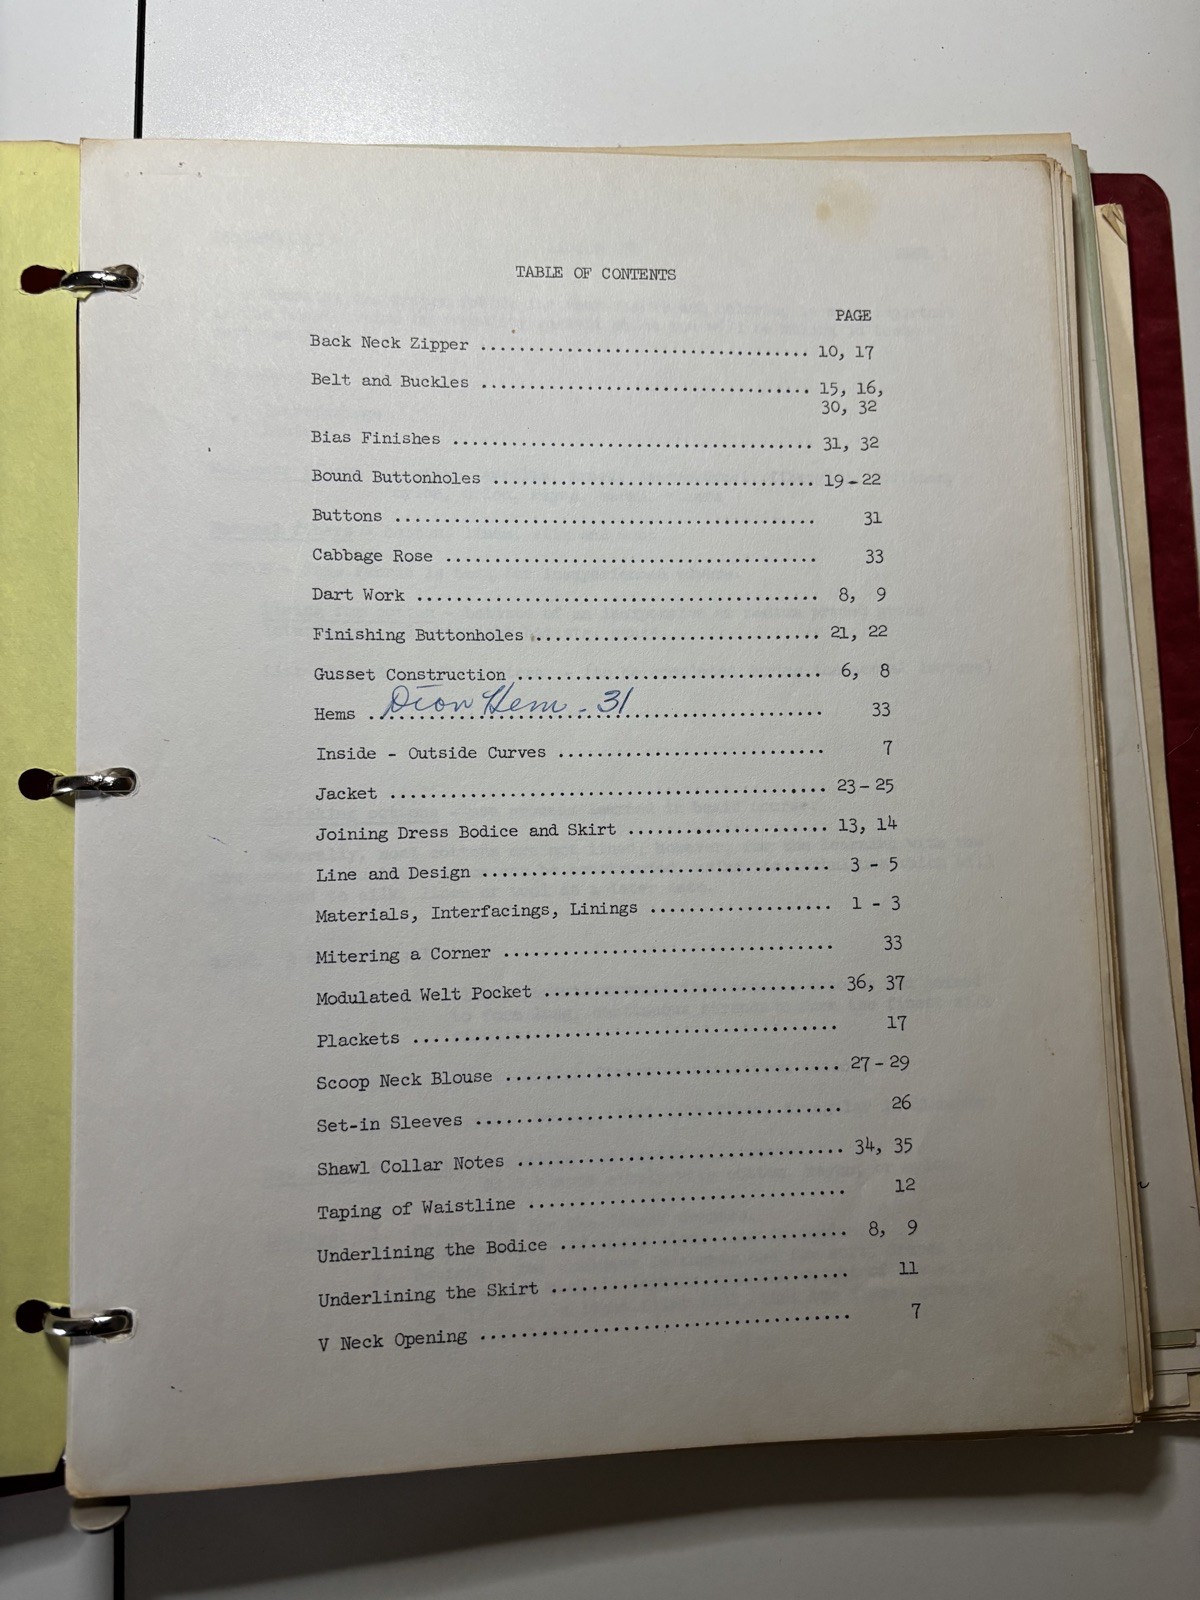 TABLE OF CONTENTS
PAGE
Back Neck Zipper .................................. 10, 17
Belt and Buckles .................................. 15, 16,
30, 32
Bias Finishes ..................................... 31, 32
Bound Buttonholes ................................. 19-22
Buttons ........................................... 31
Cabbage Rose ...................................... 33
Dart Work ......................................... 8, 9
Finishing Buttonholes ............................. 21, 22
Gusset Construction ............................... 6, 8
Dior Hem - 31
Hems .............................................. 33
Inside - Outside Curves ........................... 7
Jacket ............................................ 23-25
Joining Dress Bodice and Skirt .................... 13, 14
Line and Design ................................... 3 - 5
Materials, Interfacings, Linings .................. 1 - 3
Mitering a Corner ................................. 33
Modulated Welt Pocket ............................. 36, 37
Plackets .......................................... 17
Scoop Neck Blouse ................................. 27-29
Set-in Sleeves .................................... 26
Shawl Collar Notes ................................ 34, 35
Taping of Waistline ............................... 12
Underlining the Bodice ............................ 8, 9
Underlining the Skirt ............................. 11
V Neck Opening .................................... 7